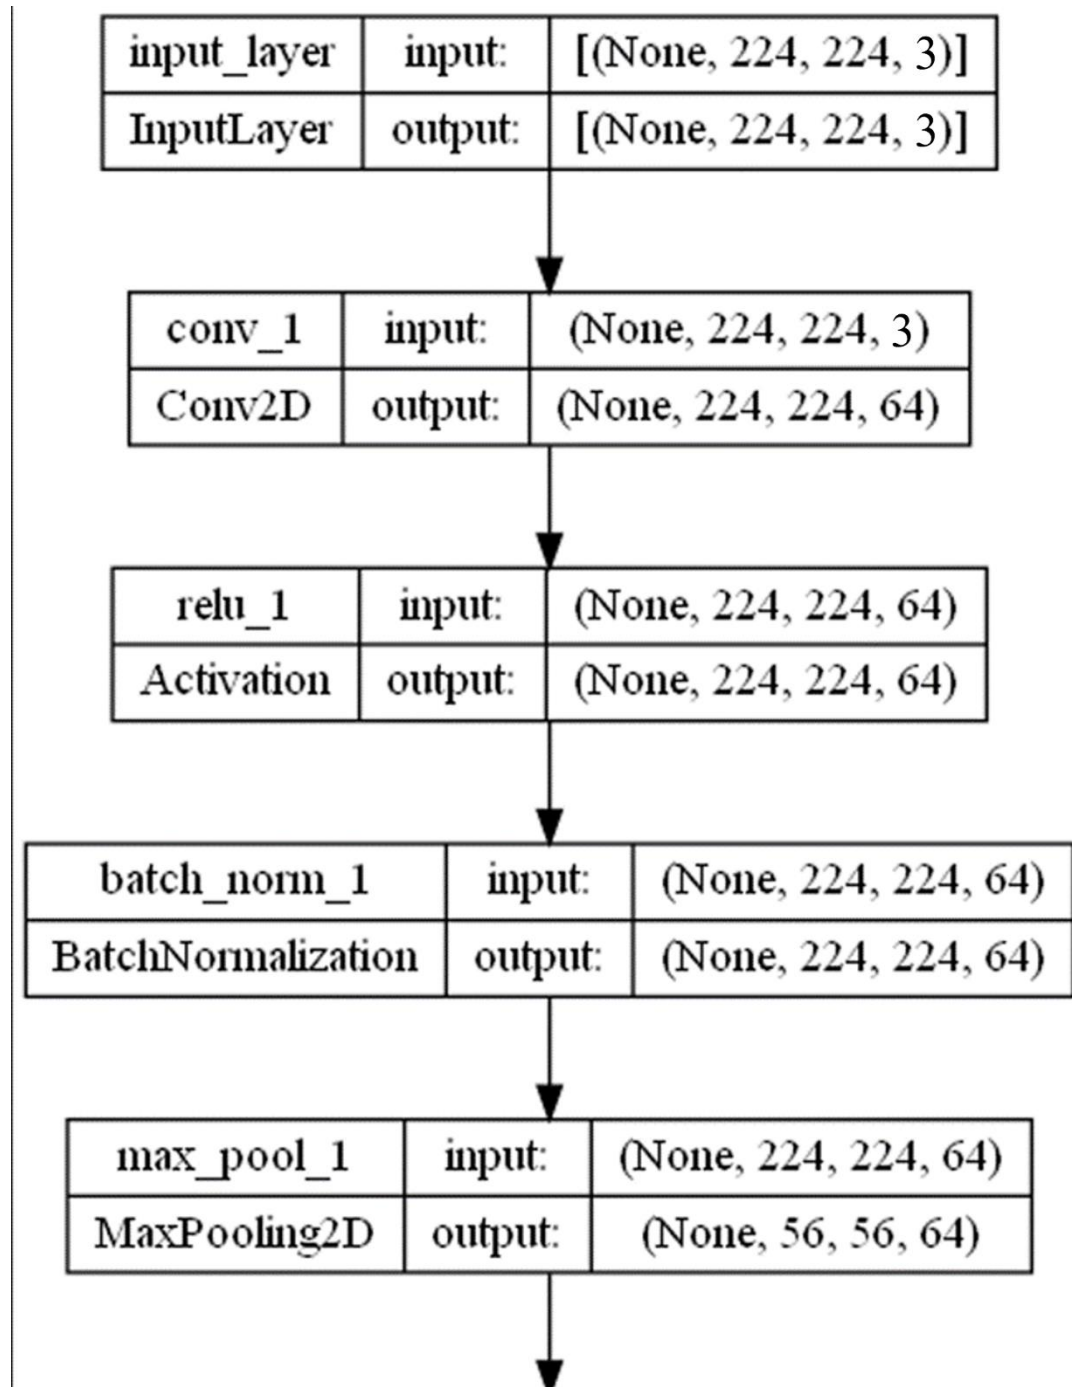 input_layer input: [(None, 224, 224, 3)]
InputLayer output: [(None, 224, 224, 3)]
conv_1 input: (None, 224, 224, 3)
Conv2D output: (None, 224, 224, 64)
relu_1 input: (None, 224, 224, 64)
Activation output: (None, 224, 224, 64)
batch_norm_1 input: (None, 224, 224, 64)
BatchNormalization output: (None, 224, 224, 64)
max_pool_1 input: (None, 224, 224, 64)
MaxPooling2D output: (None, 56, 56, 64)